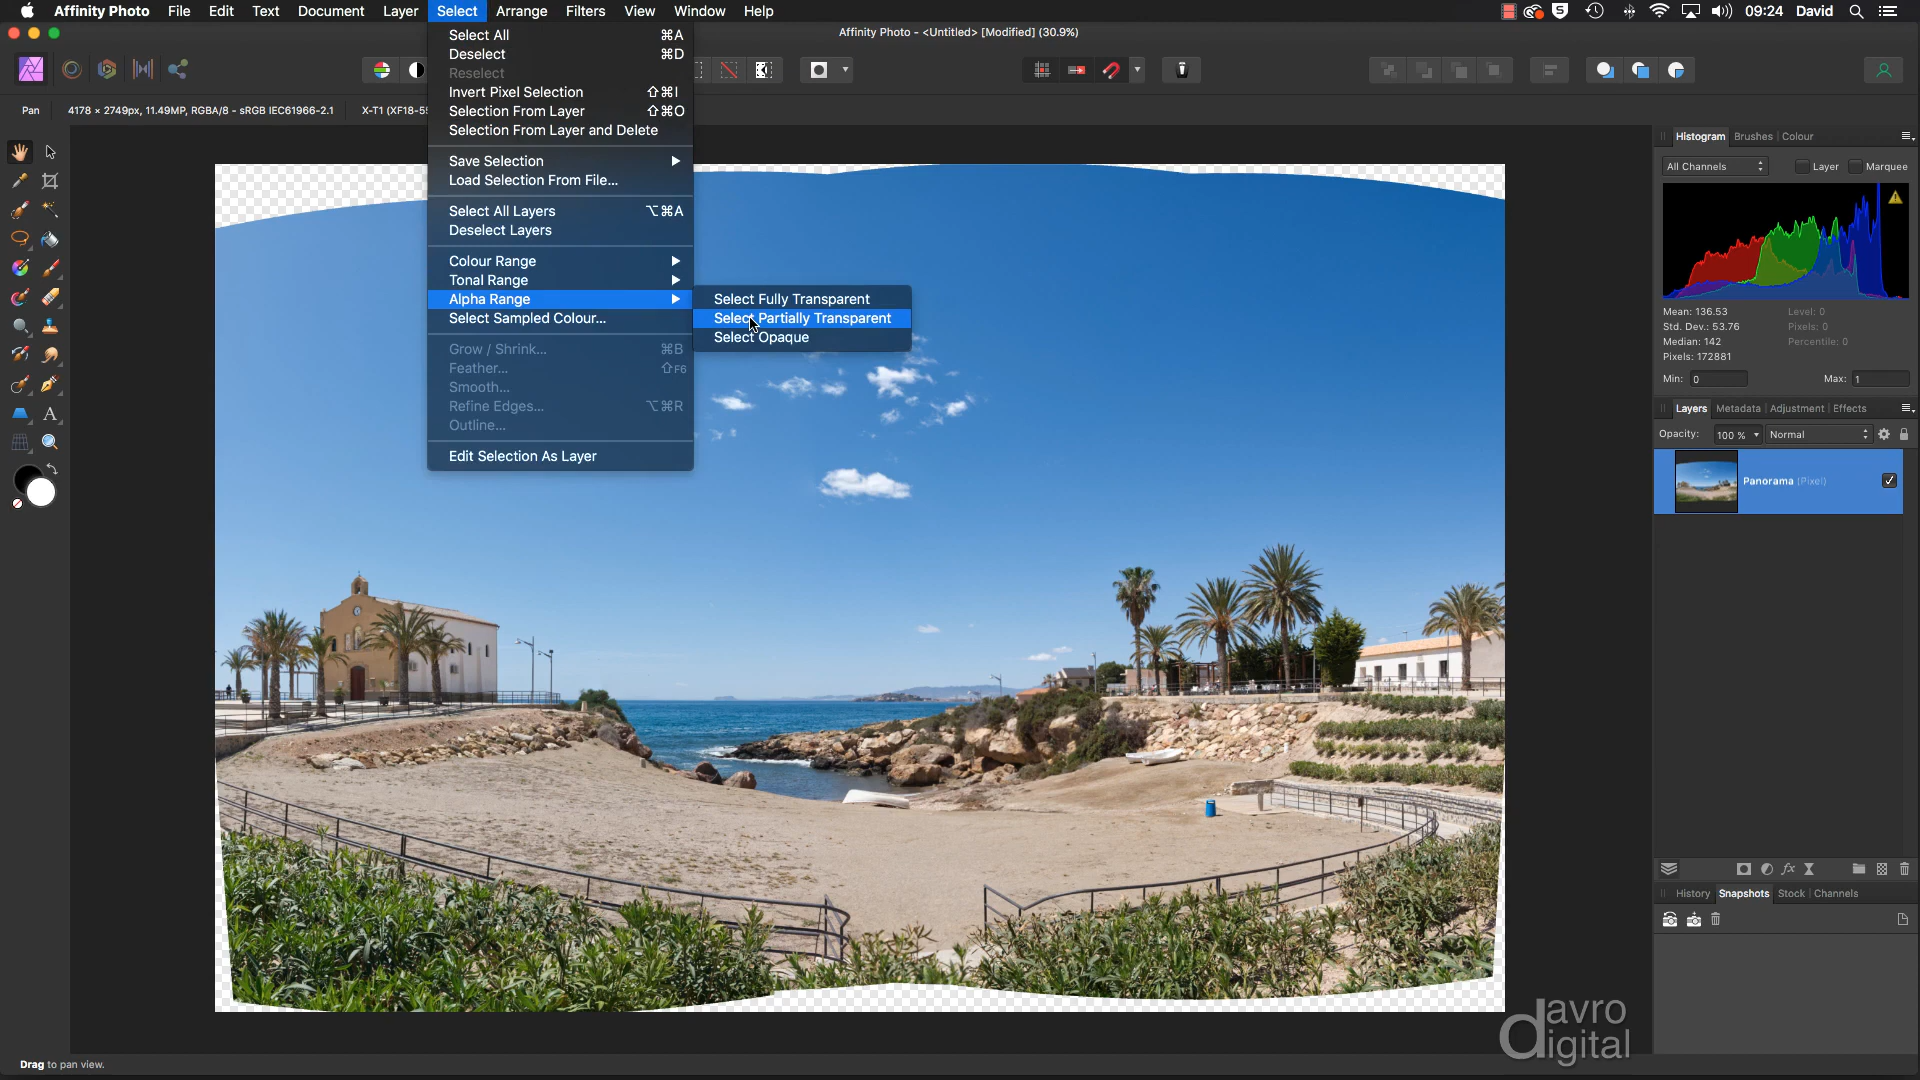 Affinity Photo File Edit Text Document Layer Select Arrange Filters View Window Help 09:24 David
Affinity Photo - <Untitled> [Modified] (30.9%)
Pan 4178 × 2749px, 11.49MP, RGBA/8 - sRGB IEC61966-2.1 X-T1 (XF18-55
Select All ⌘A
Deselect ⌘D
Reselect
Invert Pixel Selection ⇧⌘I
Selection From Layer ⇧⌘O
Selection From Layer and Delete
Save Selection
Load Selection From File...
Select All Layers ⌥⌘A
Deselect Layers
Colour Range
Tonal Range
Alpha Range
Select Sampled Colour...
Grow / Shrink... ⌘B
Feather... ⇧F6
Smooth...
Refine Edges... ⌥⌘R
Outline...
Edit Selection As Layer
Select Fully Transparent
Select Partially Transparent
Select Opaque
Histogram Brushes Colour
All Channels Layer Marquee
Mean: 136.53 Level: 0
Std. Dev.: 53.76 Pixels: 0
Median: 142 Percentile: 0
Pixels: 172881
Min: 0 Max: 1
Layers Metadata Adjustment Effects
Opacity: 100 % Normal
Panorama (Pixel)
History Snapshots Stock Channels
davro
digital
Drag to pan view.